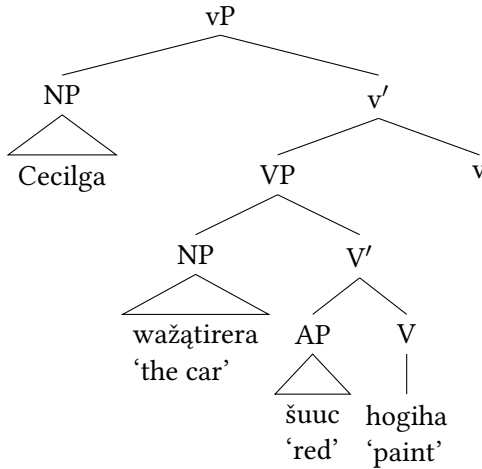 vP
NP v′
Cecilga VP v
NP V′
wažątirera AP V
‘the car’
šuuc hogiha
‘red’ ‘paint’